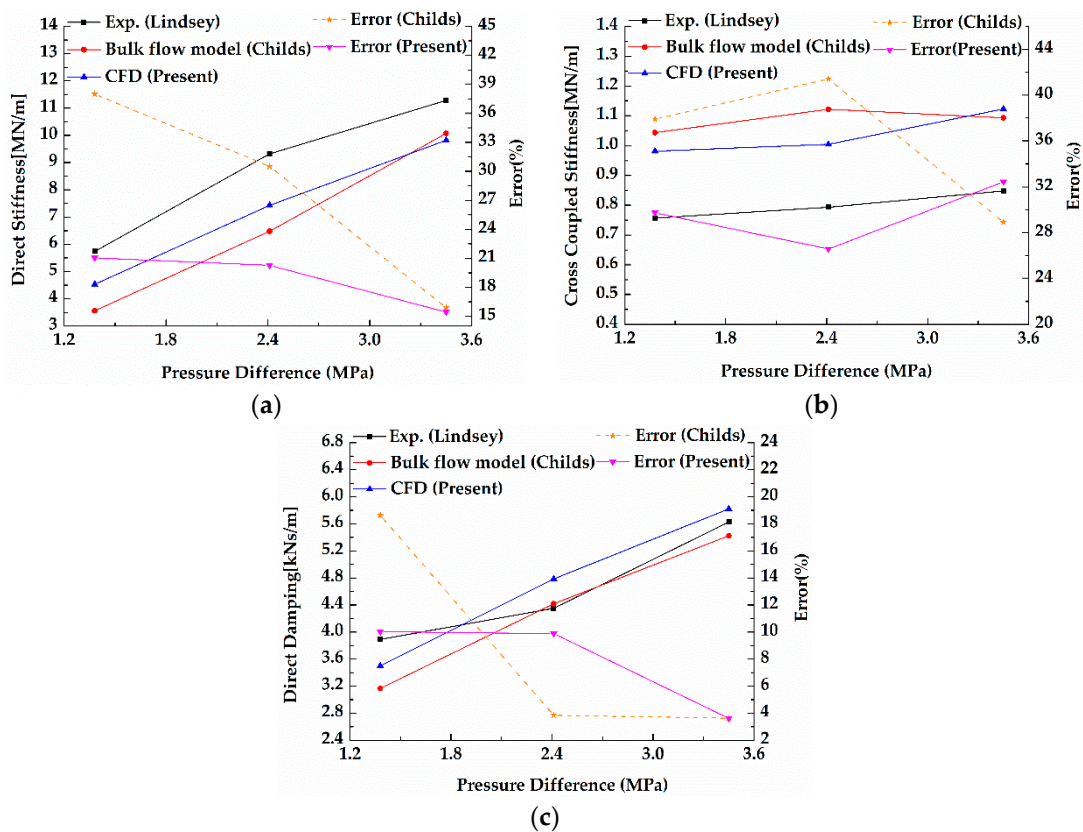 Exp. (Lindsey)
Bulk flow model (Childs)
CFD (Present)
Error (Childs)
Error (Present)
Direct Stiffness[MN/m]
14
13
12
11
10
9
8
7
6
5
4
3
Error(%)
45
42
39
36
33
30
27
24
21
18
15
1.2
1.8
2.4
3.0
3.6
Pressure Difference (MPa)
(a)
Exp. (Lindsey)
Bulk flow model (Childs)
CFD (Present)
Error (Childs)
Error(Present)
Cross Coupled Stiffness[MN/m]
1.4
1.3
1.2
1.1
1.0
0.9
0.8
0.7
0.6
0.5
0.4
Error(%)
44
40
36
32
28
24
20
1.2
1.8
2.4
3.0
3.6
Pressure Difference (MPa)
(b)
Exp. (Lindsey)
Bulk flow model (Childs)
CFD (Present)
Error (Childs)
Error (Present)
Direct Damping[kNs/m]
6.8
6.4
6.0
5.6
5.2
4.8
4.4
4.0
3.6
3.2
2.8
2.4
Error(%)
24
22
20
18
16
14
12
10
8
6
4
2
1.2
1.8
2.4
3.0
3.6
Pressure Difference (MPa)
(c)